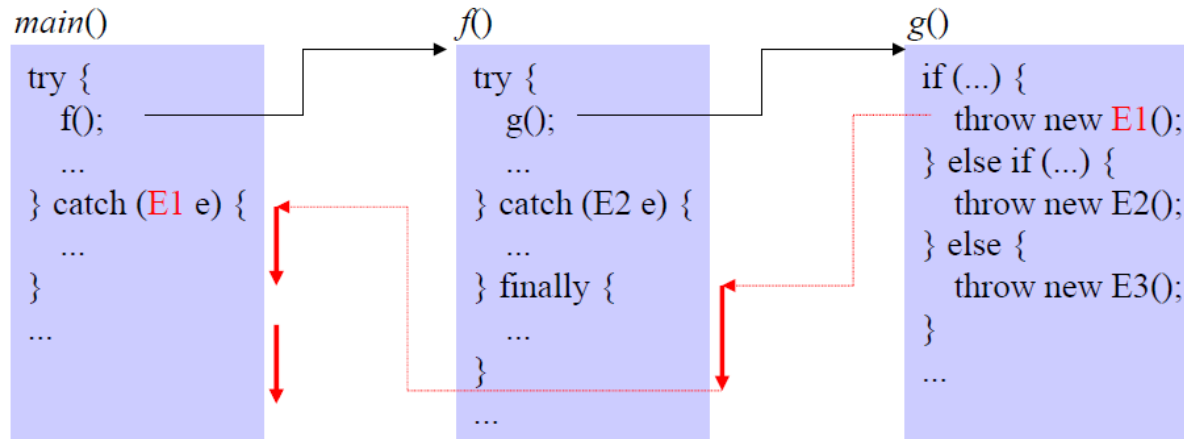 main()
try {
f();
...
} catch (E1 e) {
...
}
...
f()
try {
g();
...
} catch (E2 e) {
...
} finally {
...
}
...
g()
if (...) {
throw new E1();
} else if (...) {
throw new E2();
} else {
throw new E3();
}
...